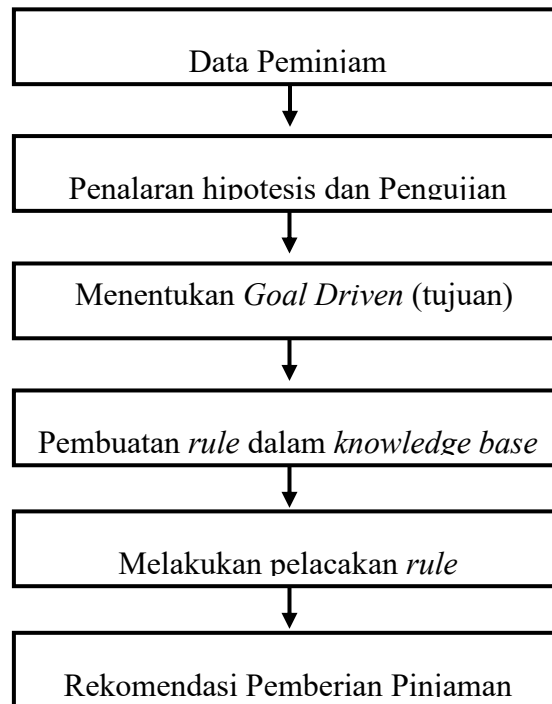 Data Peminjam
Penalaran hipotesis dan Pengujian
Menentukan Goal Driven (tujuan)
Pembuatan rule dalam knowledge base
Melakukan pelacakan rule
Rekomendasi Pemberian Pinjaman